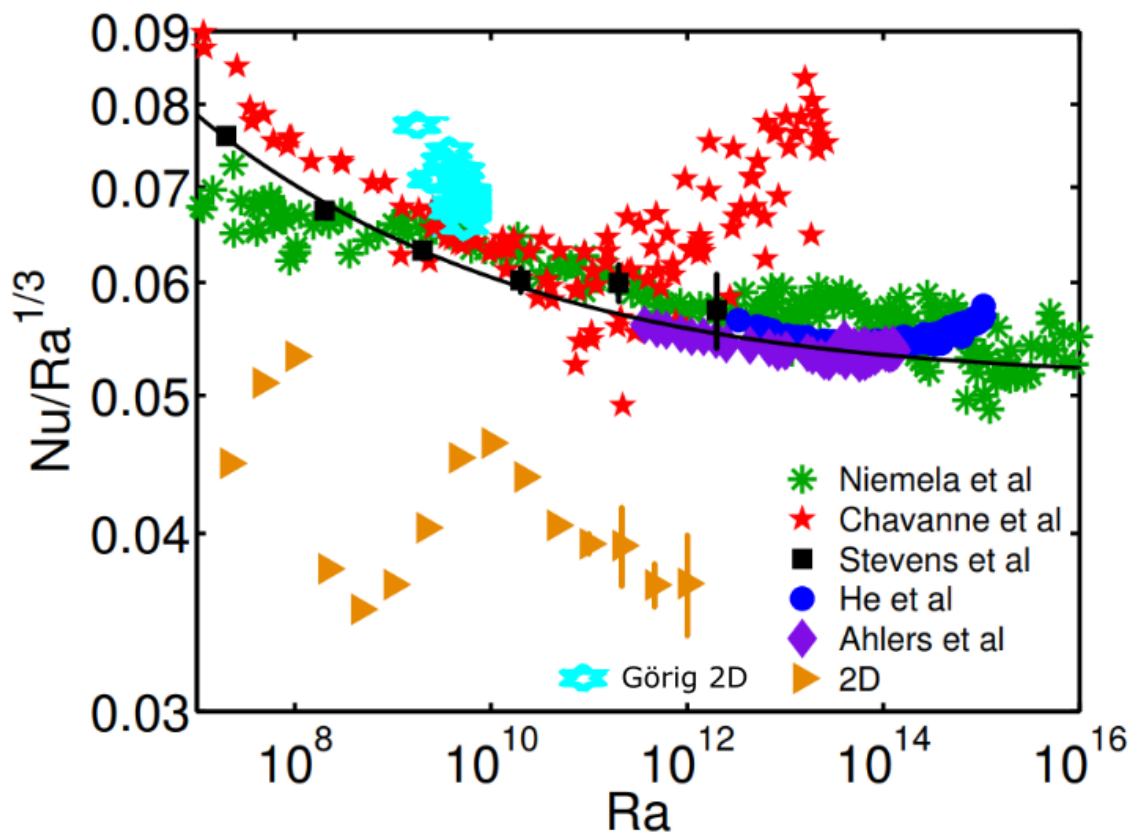 0.09
0.08
0.07
0.06
0.05
0.04
0.03
Nu/Ra^{1/3}
Niemela et al
Chavanne et al
Stevens et al
He et al
Ahlers et al
Görig 2D
2D
10^8
10^{10}
10^{12}
10^{14}
10^{16}
Ra